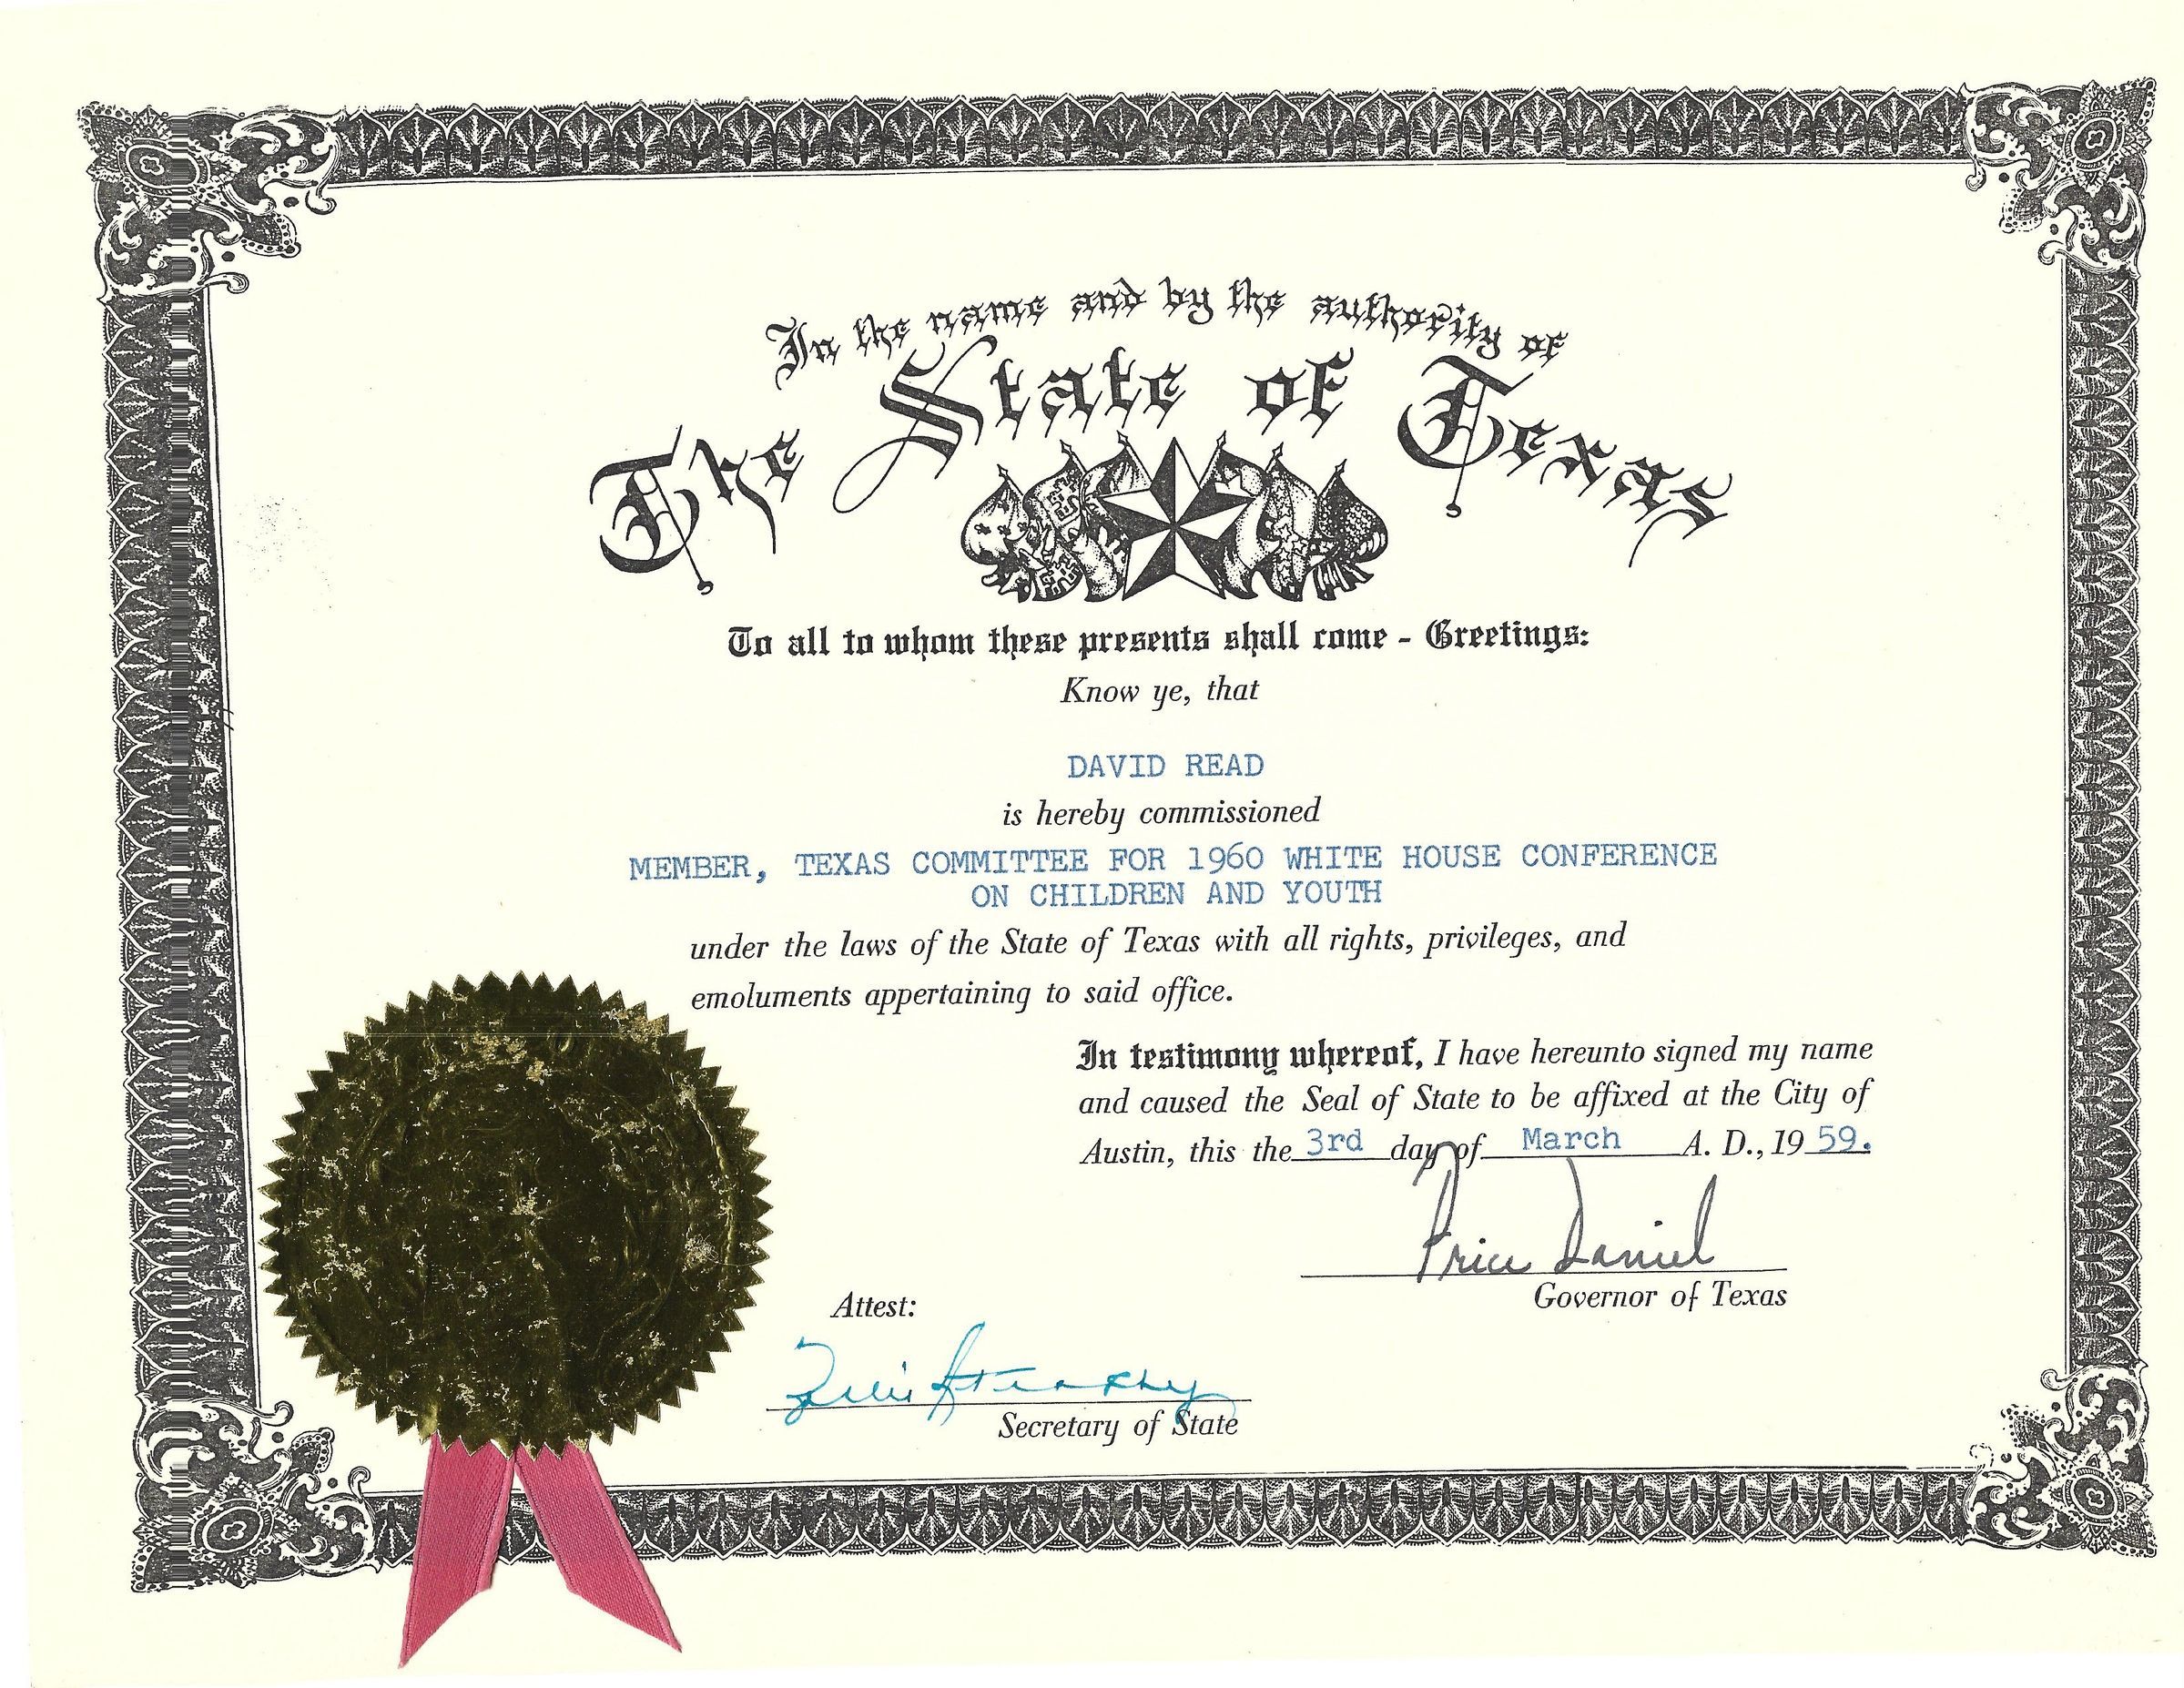 In the name and by the authority of
The State of Texas
To all to whom these presents shall come - Greetings:
Know ye, that
DAVID READ
is hereby commissioned
MEMBER, TEXAS COMMITTEE FOR 1960 WHITE HOUSE CONFERENCE
ON CHILDREN AND YOUTH
under the laws of the State of Texas with all rights, privileges, and
emoluments appertaining to said office.
In testimony whereof, I have hereunto signed my name
and caused the Seal of State to be affixed at the City of
Austin, this the 3rd day of March A. D., 19 59.
Price Daniel
Governor of Texas
Attest:
Zollie Steakley
Secretary of State